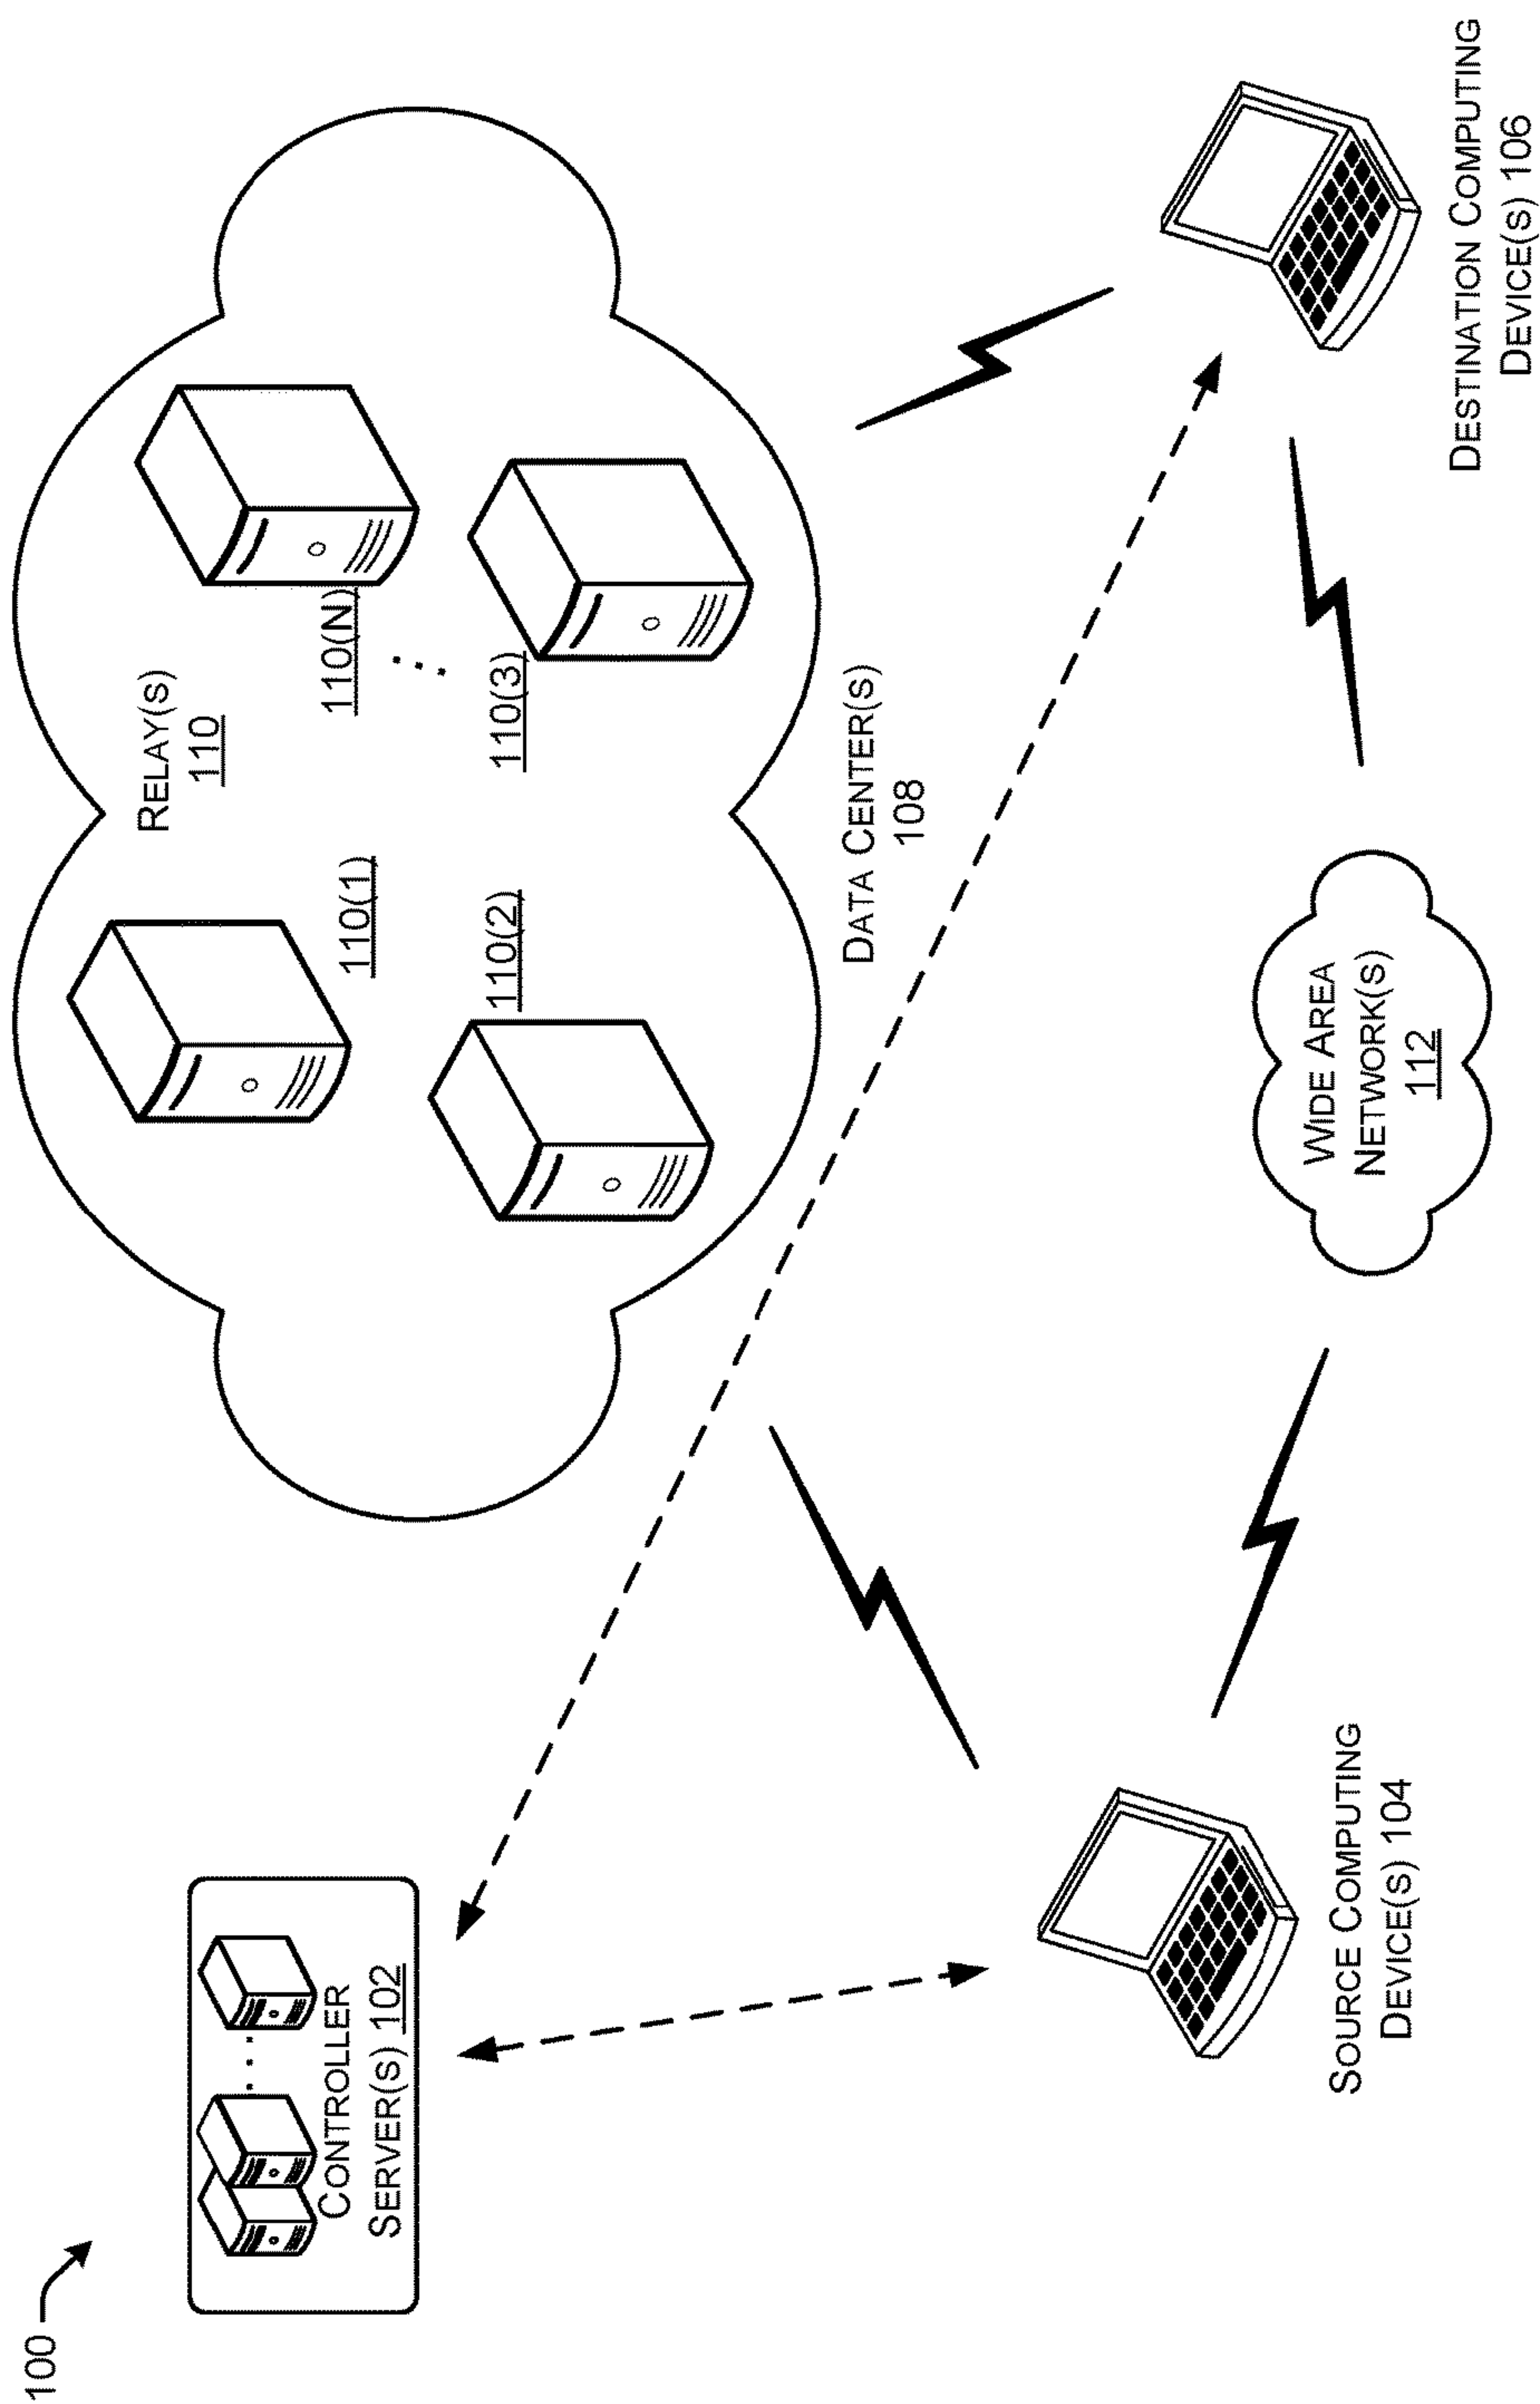 100
CONTROLLER
SERVER(S) 102
RELAY(S)
110
110(1)
110(N)
110(2)
110(3)
DATA CENTER(S)
108
SOURCE COMPUTING
DEVICE(S) 104
WIDE AREA
NETWORK(S)
112
DESTINATION COMPUTING
DEVICE(S) 106